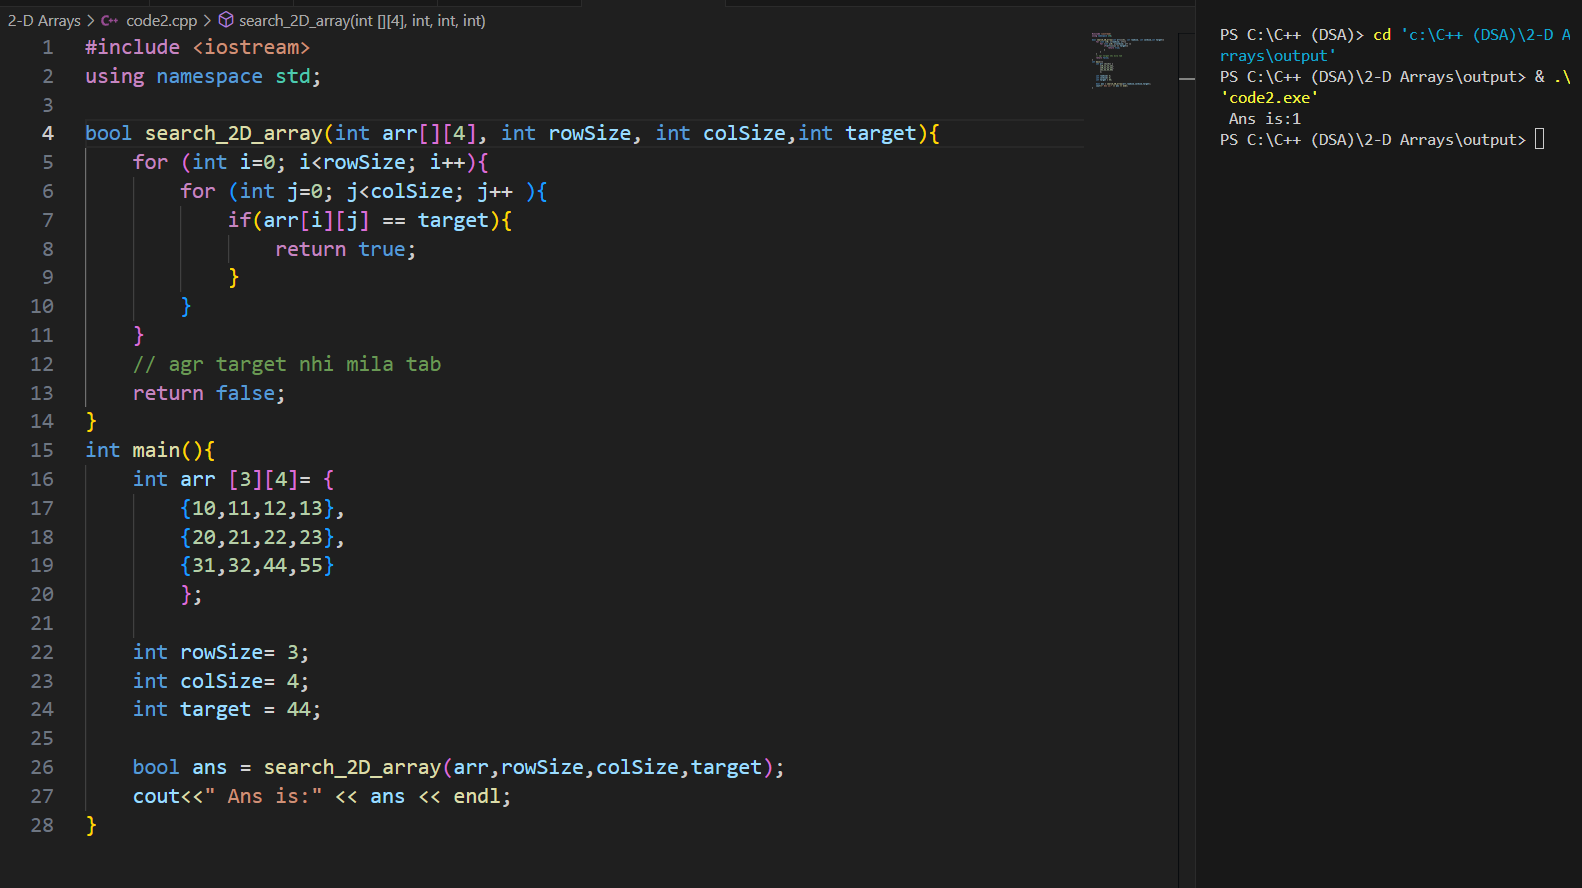 2-D Arrays > C++ code2.cpp > search_2D_array(int [][4], int, int, int)
1 #include <iostream>
2 using namespace std;
3
4 bool search_2D_array(int arr[][4], int rowSize, int colSize,int target){
5     for (int i=0; i<rowSize; i++){
6         for (int j=0; j<colSize; j++ ){
7             if(arr[i][j] == target){
8                 return true;
9             }
10         }
11     }
12     // agr target nhi mila tab
13     return false;
14 }
15 int main(){
16     int arr [3][4]= {
17         {10,11,12,13},
18         {20,21,22,23},
19         {31,32,44,55}
20         };
21
22     int rowSize= 3;
23     int colSize= 4;
24     int target = 44;
25
26     bool ans = search_2D_array(arr,rowSize,colSize,target);
27     cout<<" Ans is:" << ans << endl;
28 }
PS C:\C++ (DSA)> cd 'c:\C++ (DSA)\2-D A
rrays\output'
PS C:\C++ (DSA)\2-D Arrays\output> & .\
'code2.exe'
 Ans is:1
PS C:\C++ (DSA)\2-D Arrays\output>